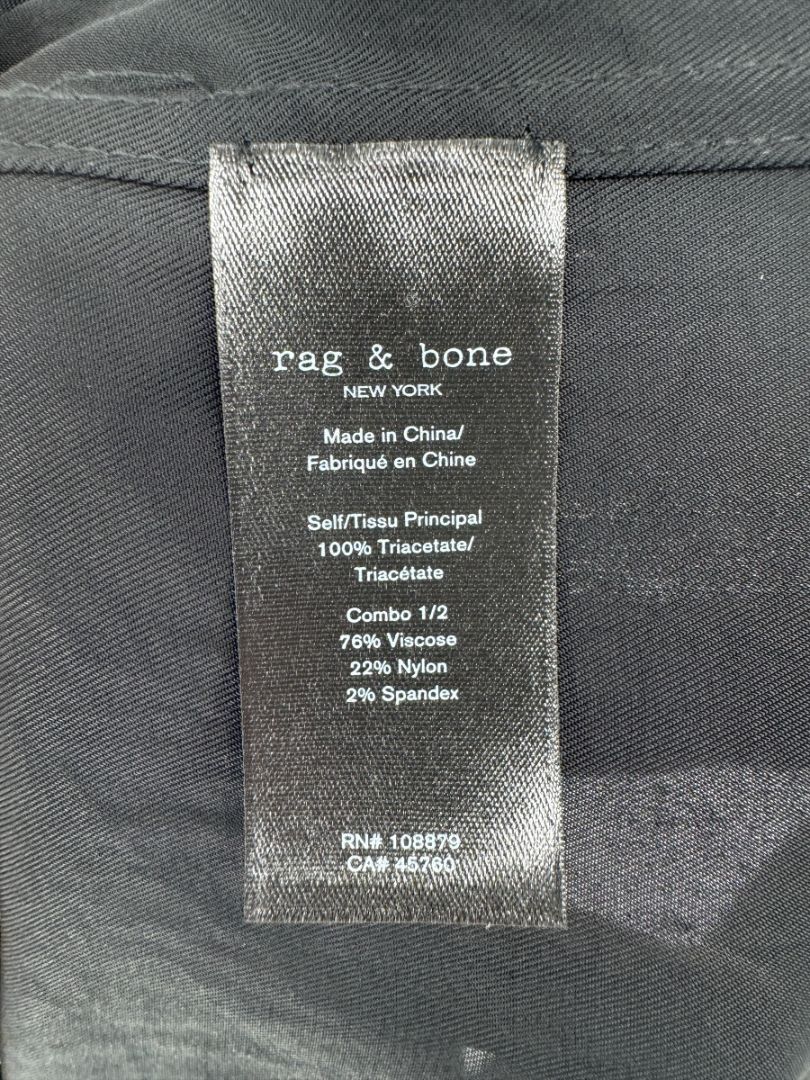 rag & bone
NEW YORK
Made in China/
Fabriqué en Chine
Self/Tissu Principal
100% Triacetate/
Triacétate
Combo 1/2
76% Viscose
22% Nylon
2% Spandex
RN# 108879
CA# 45760